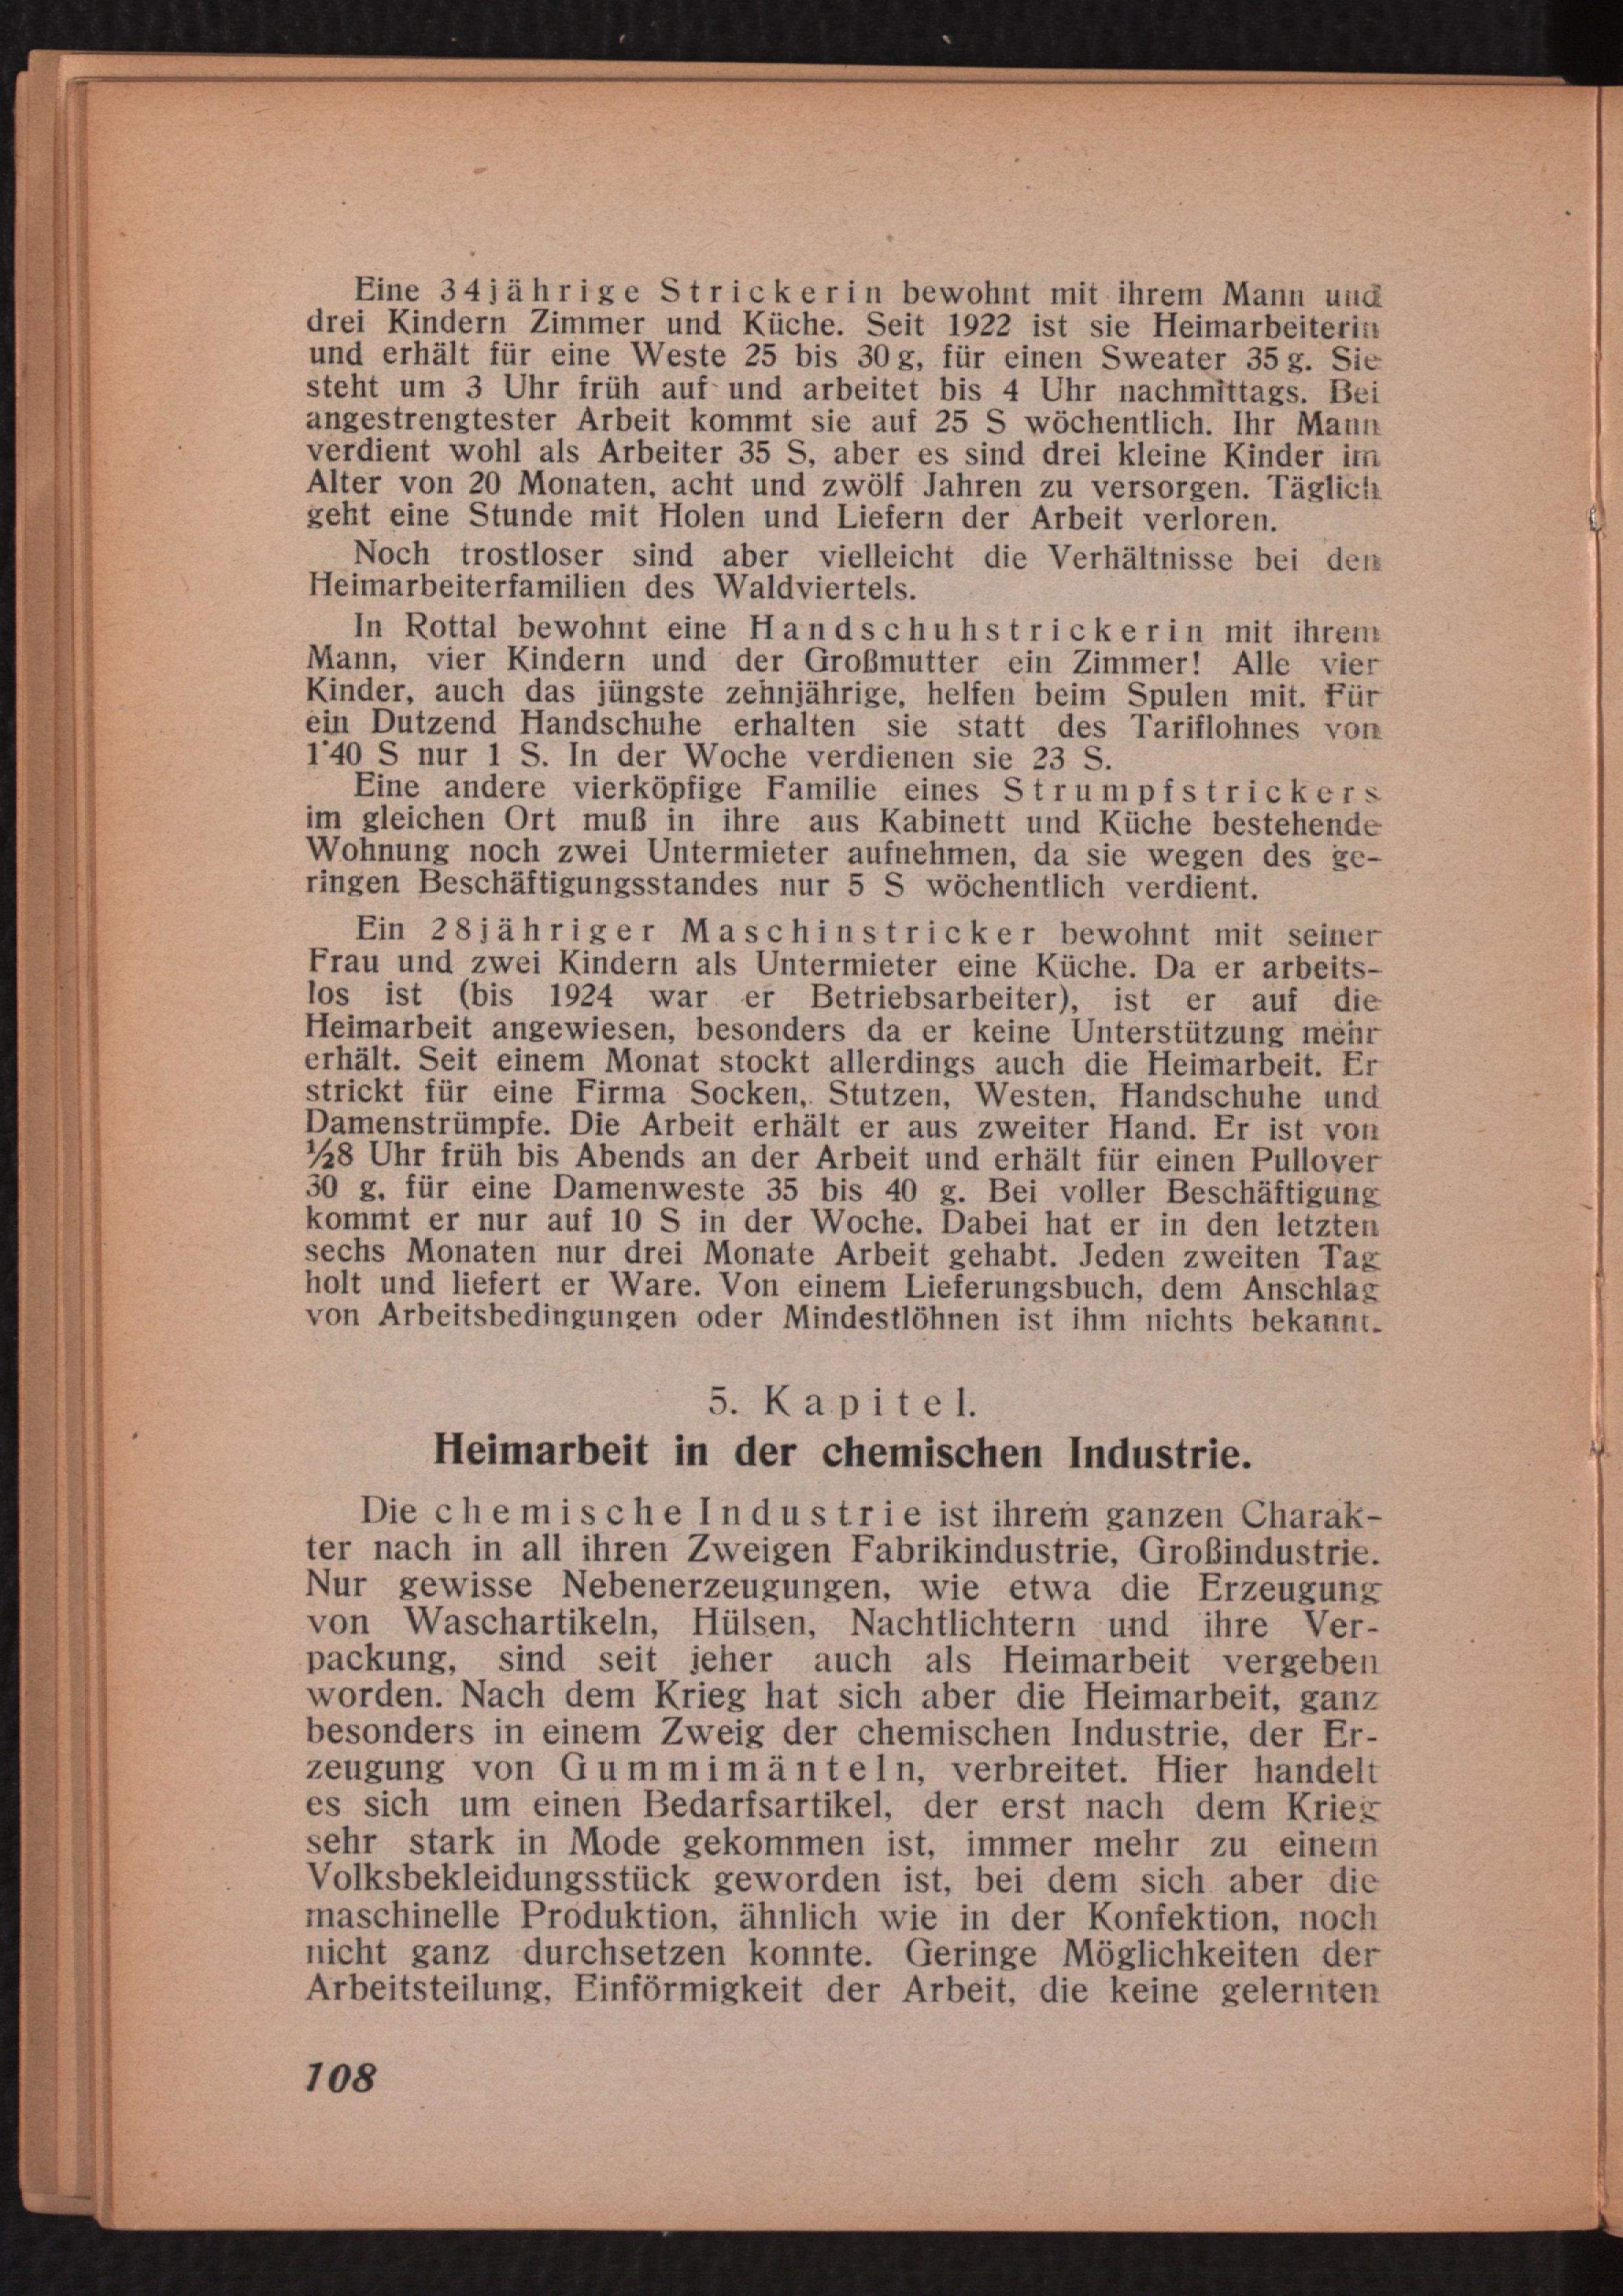 Eine 34jährige Strickerin bewohnt mit ihrem Mann und
drei Kindern Zimmer und Küche. Seit 1922 ist sie Heimarbeiterin
und erhält für eine Weste 25 bis 30 g, für einen Sweater 35 g. Sie
steht um 3 Uhr früh auf und arbeitet bis 4 Uhr nachmittags. Bei
angestrengtester Arbeit kommt sie auf 25 S wöchentlich. Ihr Mann
verdient wohl als Arbeiter 35 S, aber es sind drei kleine Kinder im
Alter von 20 Monaten, acht und zwölf Jahren zu versorgen. Täglich
geht eine Stunde mit Holen und Liefern der Arbeit verloren.
Noch trostloser sind aber vielleicht die Verhältnisse bei den
Heimarbeiterfamilien des Waldviertels.
In Rottal bewohnt eine Handschuhstrickerin mit ihrem
Mann, vier Kindern und der Großmutter ein Zimmer! Alle vier
Kinder, auch das jüngste zehnjährige, helfen beim Spulen mit. Für
ein Dutzend Handschuhe erhalten sie statt des Tariflohnes von
1·40 S nur 1 S. In der Woche verdienen sie 23 S.
Eine andere vierköpfige Familie eines Strumpfstrickers
im gleichen Ort muß in ihre aus Kabinett und Küche bestehende
Wohnung noch zwei Untermieter aufnehmen, da sie wegen des ge-
ringen Beschäftigungsstandes nur 5 S wöchentlich verdient.
Ein 28jähriger Maschinstricker bewohnt mit seiner
Frau und zwei Kindern als Untermieter eine Küche. Da er arbeits-
los ist (bis 1924 war er Betriebsarbeiter), ist er auf die
Heimarbeit angewiesen, besonders da er keine Unterstützung mehr
erhält. Seit einem Monat stockt allerdings auch die Heimarbeit. Er
strickt für eine Firma Socken, Stutzen, Westen, Handschuhe und
Damenstrümpfe. Die Arbeit erhält er aus zweiter Hand. Er ist von
½8 Uhr früh bis Abends an der Arbeit und erhält für einen Pullover
30 g, für eine Damenweste 35 bis 40 g. Bei voller Beschäftigung
kommt er nur auf 10 S in der Woche. Dabei hat er in den letzten
sechs Monaten nur drei Monate Arbeit gehabt. Jeden zweiten Tag
holt und liefert er Ware. Von einem Lieferungsbuch, dem Anschlag
von Arbeitsbedingungen oder Mindestlöhnen ist ihm nichts bekannt.
5. Kapitel.
Heimarbeit in der chemischen Industrie.
Die chemische Industrie ist ihrem ganzen Charak-
ter nach in all ihren Zweigen Fabrikindustrie, Großindustrie.
Nur gewisse Nebenerzeugungen, wie etwa die Erzeugung
von Waschartikeln, Hülsen, Nachtlichtern und ihre Ver-
packung, sind seit jeher auch als Heimarbeit vergeben
worden. Nach dem Krieg hat sich aber die Heimarbeit, ganz
besonders in einem Zweig der chemischen Industrie, der Er-
zeugung von Gummimänteln, verbreitet. Hier handelt
es sich um einen Bedarfsartikel, der erst nach dem Krieg
sehr stark in Mode gekommen ist, immer mehr zu einem
Volksbekleidungsstück geworden ist, bei dem sich aber die
maschinelle Produktion, ähnlich wie in der Konfektion, noch
nicht ganz durchsetzen konnte. Geringe Möglichkeiten der
Arbeitsteilung, Einförmigkeit der Arbeit, die keine gelernten
108